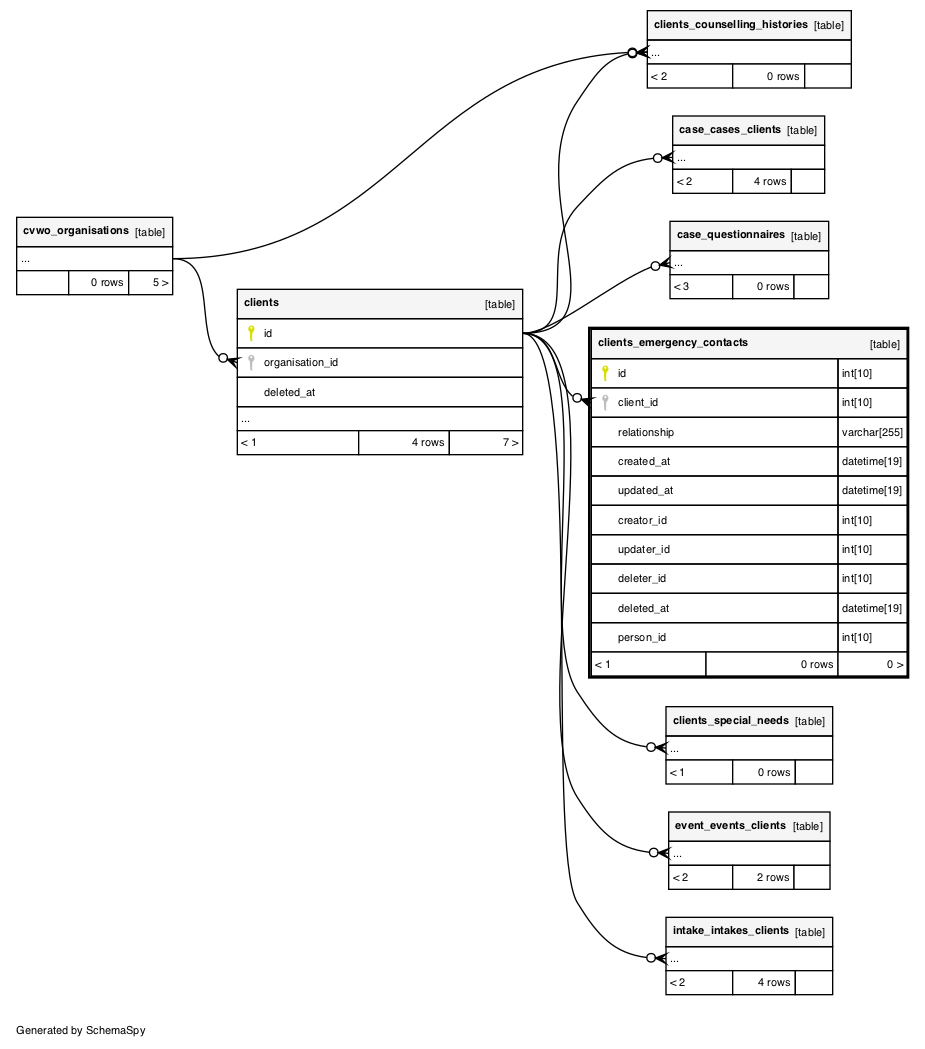 clients_counselling_histories [table]
...
< 2 0 rows
case_cases_clients [table]
...
< 2 4 rows
cvwo_organisations [table]
...
0 rows 5 >
case_questionnaires [table]
...
< 3 0 rows
clients [table]
id
organisation_id
deleted_at
...
< 1 4 rows 7 >
clients_emergency_contacts [table]
id int[10]
client_id int[10]
relationship varchar[255]
created_at datetime[19]
updated_at datetime[19]
creator_id int[10]
updater_id int[10]
deleter_id int[10]
deleted_at datetime[19]
person_id int[10]
< 1 0 rows 0 >
clients_special_needs [table]
...
< 1 0 rows
event_events_clients [table]
...
< 2 2 rows
intake_intakes_clients [table]
...
< 2 4 rows
Generated by SchemaSpy